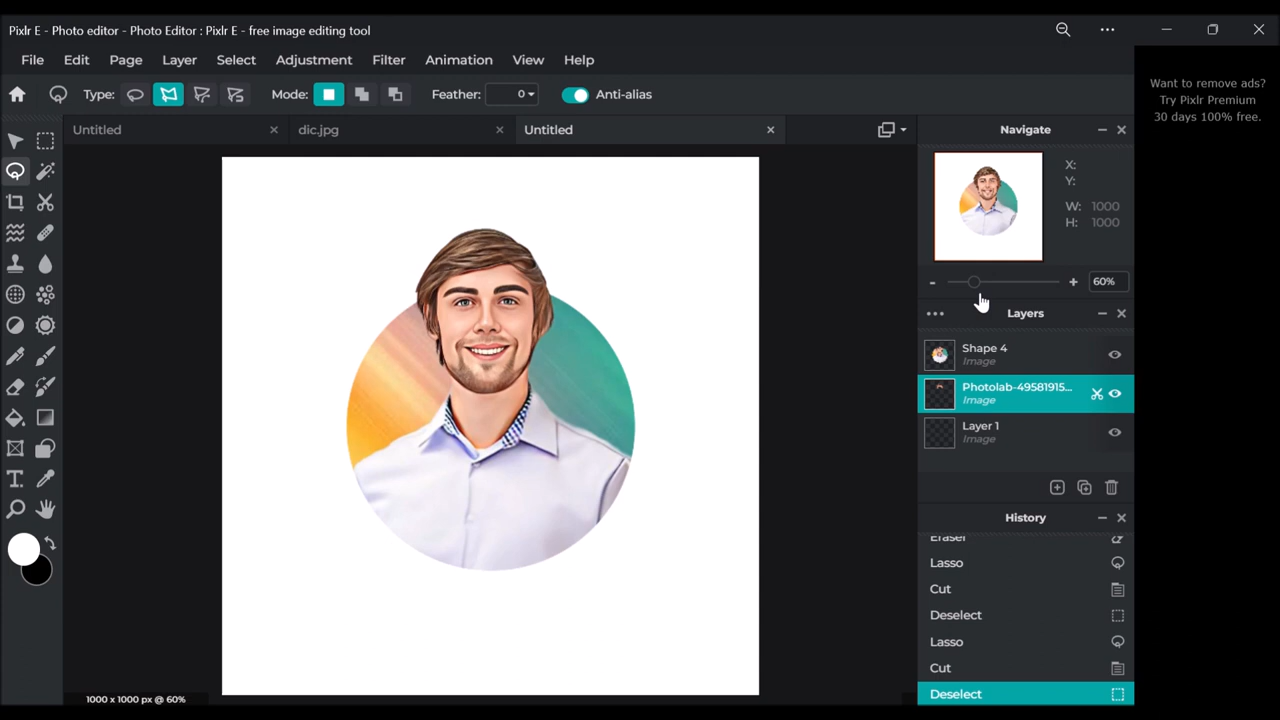 Pixlr E - Photo editor - Photo Editor : Pixlr E - free image editing tool
File Edit Page Layer Select Adjustment Filter Animation View Help
Type: Mode: Feather: 0 Anti-alias
Untitled dic.jpg Untitled
Navigate
X:
Y:
W: 1000
H: 1000
- + 60%
Layers
Shape 4
Image
Photolab-49581915...
Image
Layer 1
Image
History
Eraser
Lasso
Cut
Deselect
Lasso
Cut
Deselect
1000 x 1000 px @ 60%
Want to remove ads?
Try Pixlr Premium
30 days 100% free.